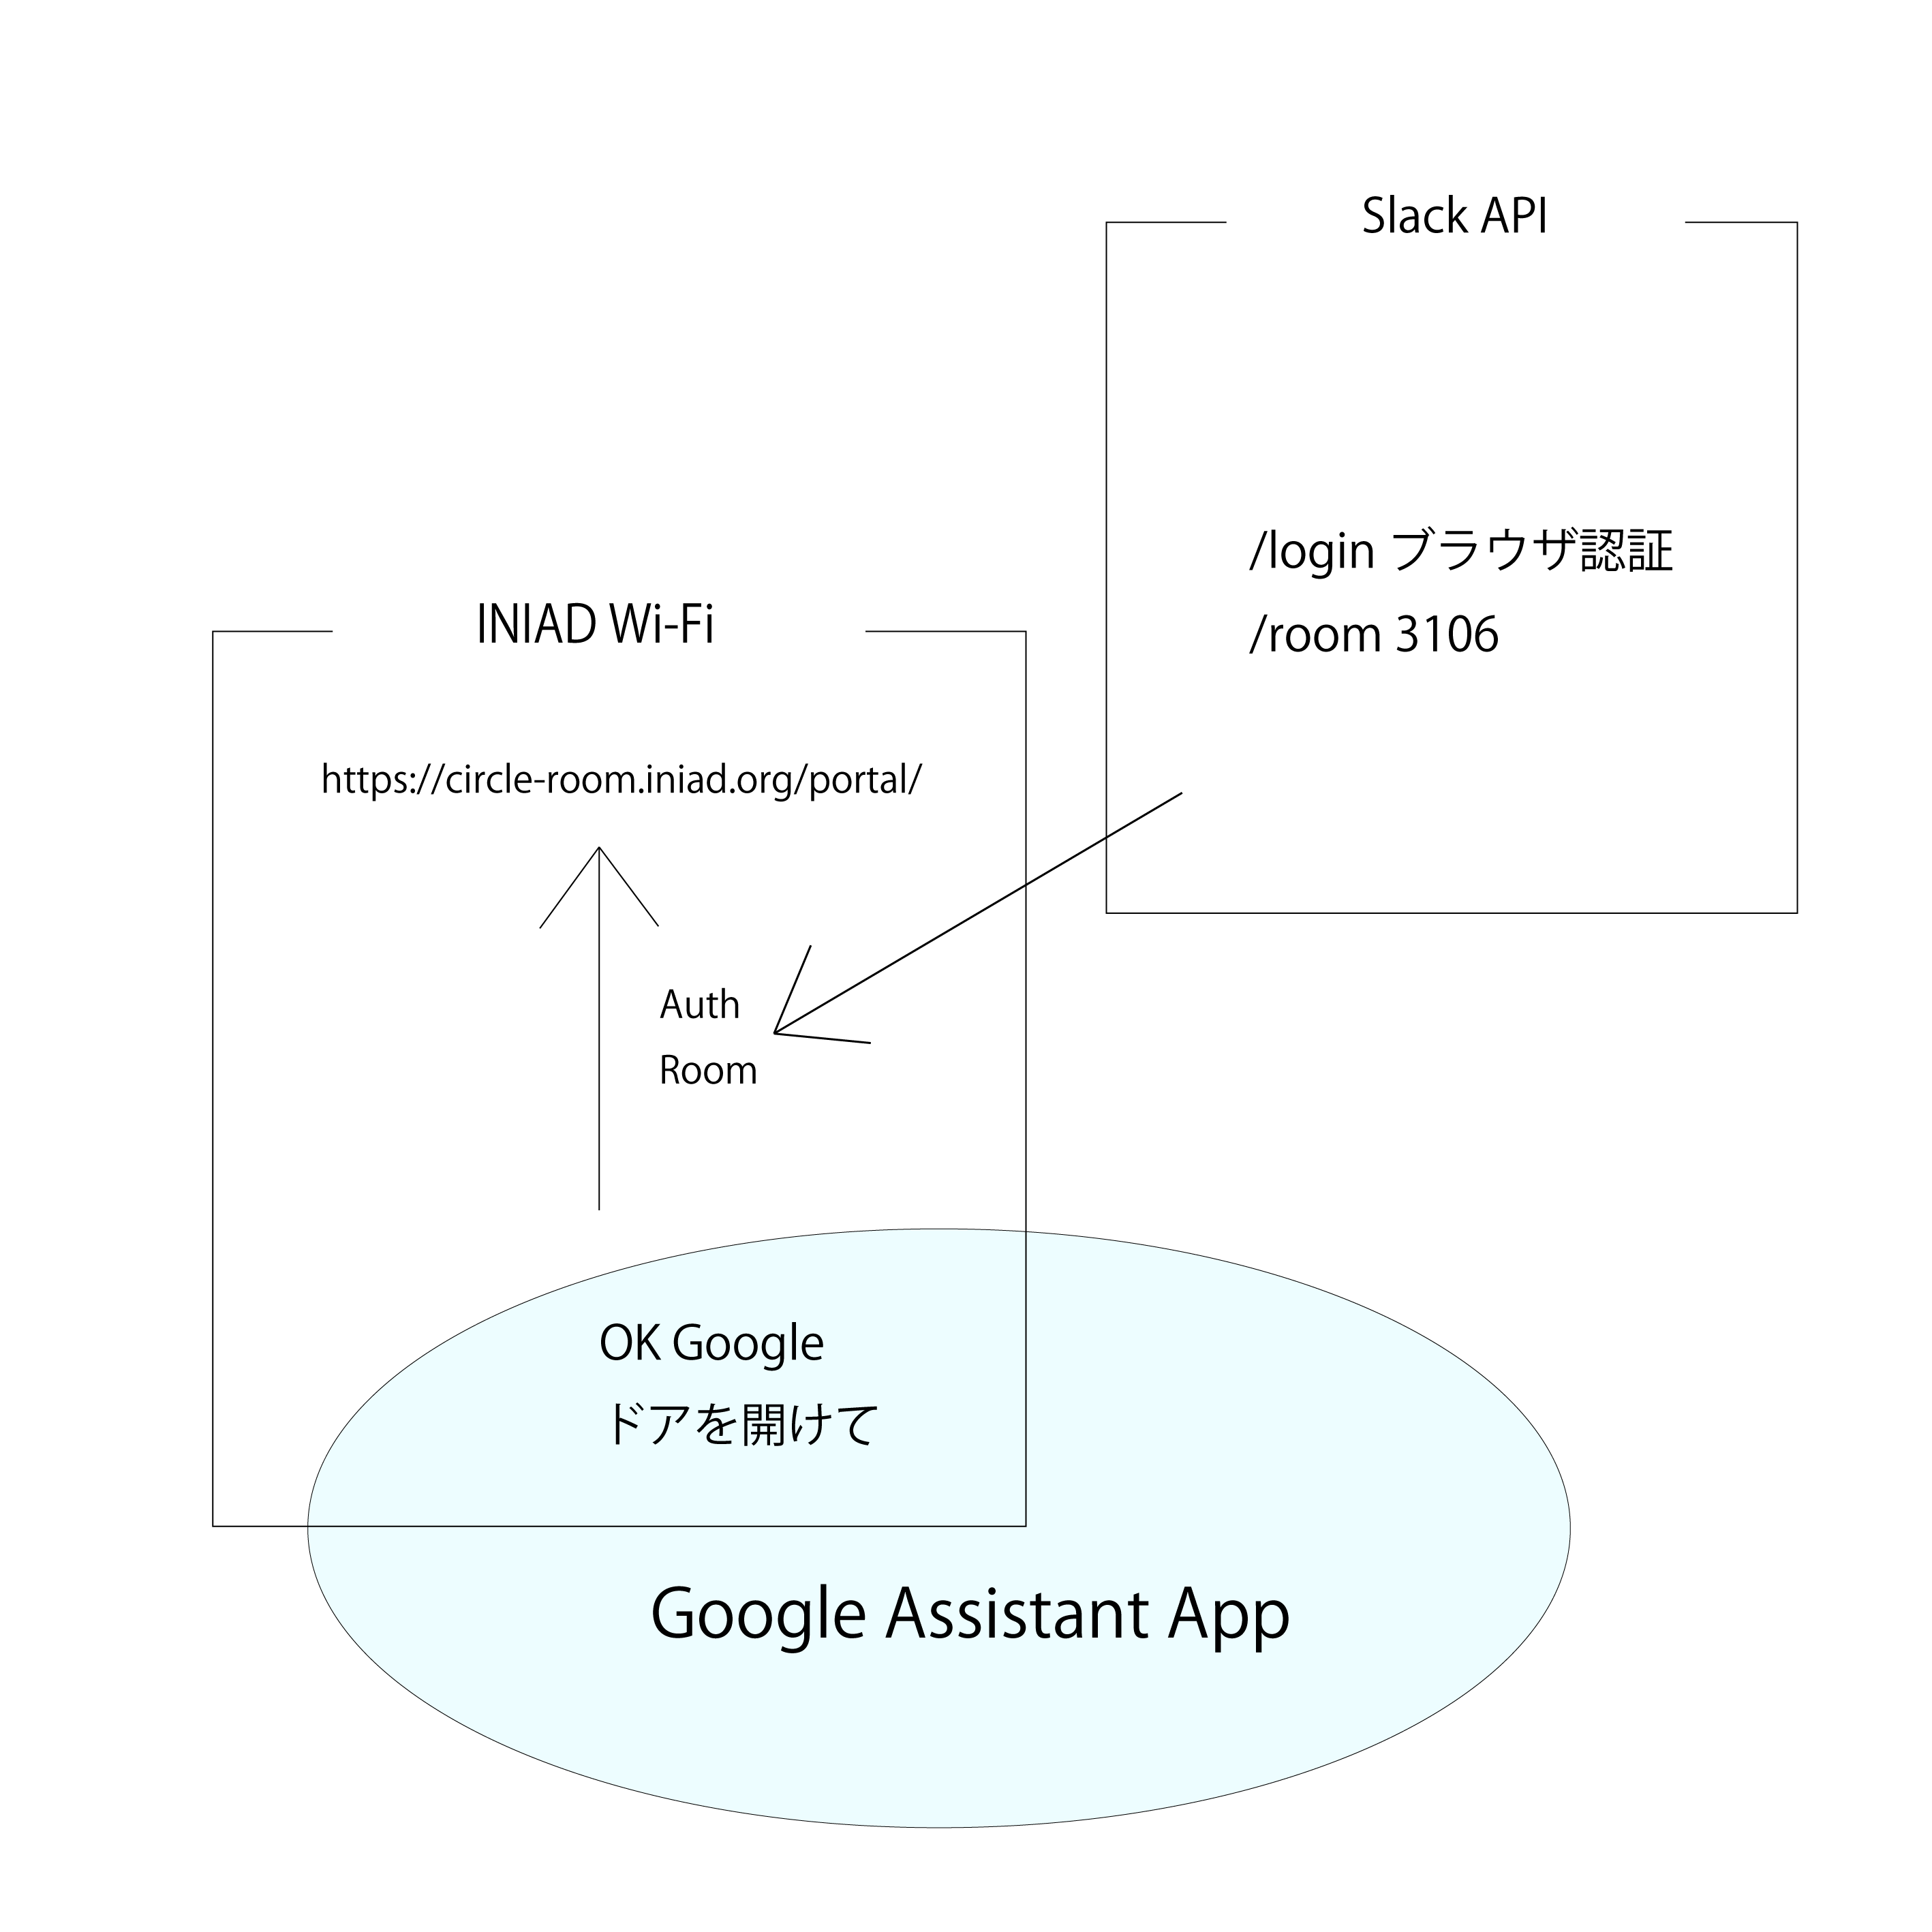 Slack API
/login ブラウザ認証
/room 3106
INIAD Wi-Fi
https://circle-room.iniad.org/portal/
Auth
Room
OK Google
ドアを開けて
Google Assistant App